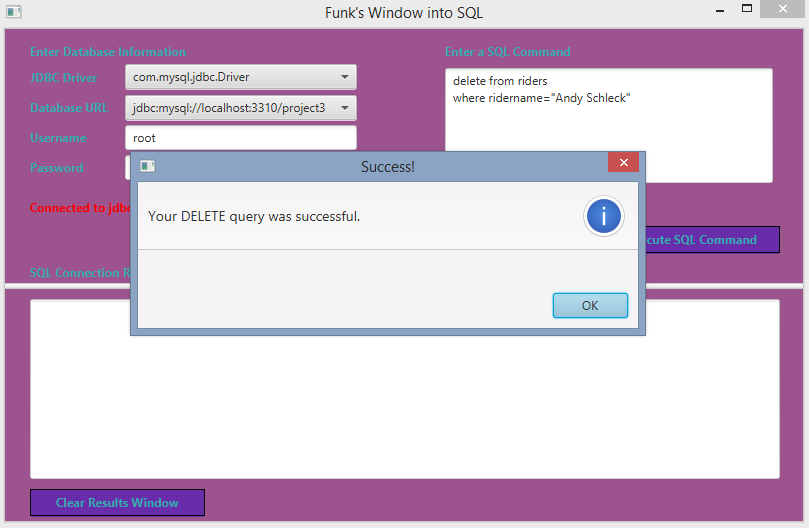 Funk's Window into SQL
Enter Database Information
JDBC Driver
com.mysql.jdbc.Driver
Database URL
jdbc:mysql://localhost:3310/project3
Username
root
Password
Connected to jdbc
Enter a SQL Command
delete from riders
where ridername="Andy Schleck"
SQL Command
Success!
Your DELETE query was successful.
i
OK
SQL Connection
Clear Results Window